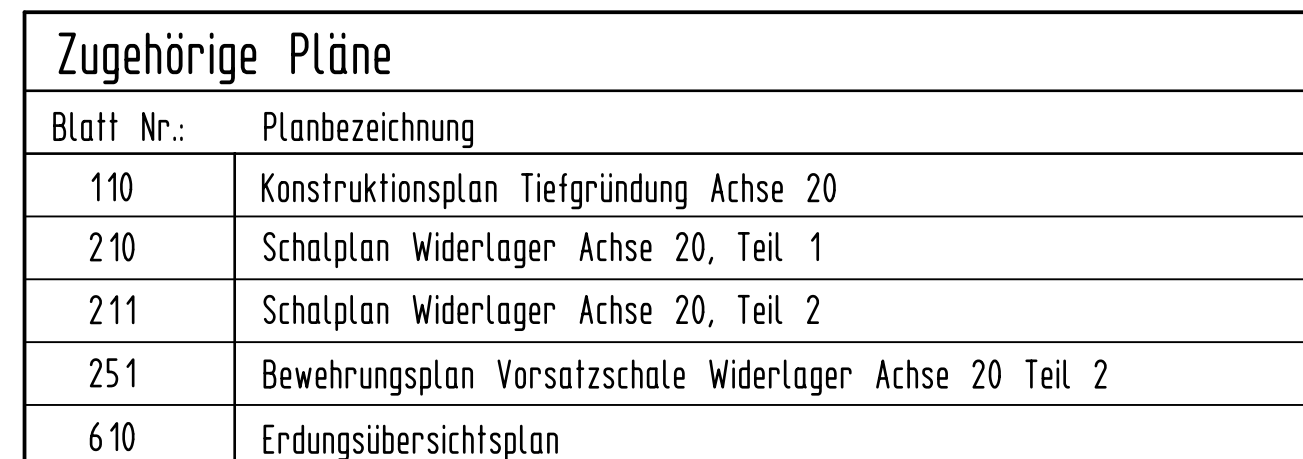 Zugehörige Pläne
Blatt Nr.: Planbezeichnung
110 Konstruktionsplan Tiefgründung Achse 20
210 Schalplan Widerlager Achse 20, Teil 1
211 Schalplan Widerlager Achse 20, Teil 2
251 Bewehrungsplan Vorsatzschale Widerlager Achse 20 Teil 2
610 Erdungsübersichtsplan